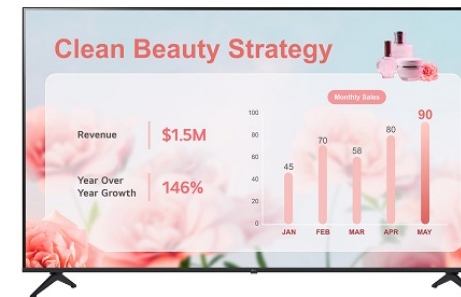 Clean Beauty Strategy
Monthly Sales
Revenue
$1.5M
Year Over
Year Growth
146%
100
80
60
40
20
0
45
70
58
80
90
JAN
FEB
MAR
APR
MAY